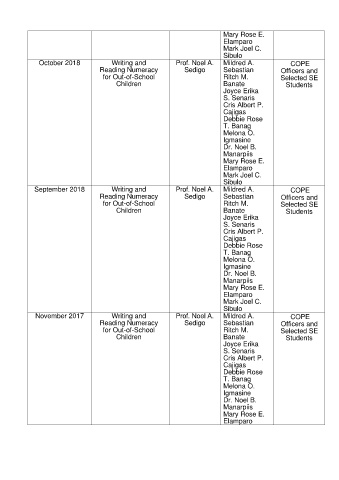 Mary Rose E.
Elamparo
Mark Joel C.
Sibulo
October 2018
Writing and
Reading Numeracy
for Out-of-School
Children
Prof. Noel A.
Sedigo
Mildred A.
Sebastian
Ritch M.
Banate
Joyce Erika
S. Senaris
Cris Albert P.
Cajigas
Debbie Rose
T. Banag
Melona O.
Igmasine
Dr. Noel B.
Manarpiis
Mary Rose E.
Elamparo
Mark Joel C.
Sibulo
COPE
Officers and
Selected SE
Students
September 2018
Writing and
Reading Numeracy
for Out-of-School
Children
Prof. Noel A.
Sedigo
Mildred A.
Sebastian
Ritch M.
Banate
Joyce Erika
S. Senaris
Cris Albert P.
Cajigas
Debbie Rose
T. Banag
Melona O.
Igmasine
Dr. Noel B.
Manarpiis
Mary Rose E.
Elamparo
Mark Joel C.
Sibulo
COPE
Officers and
Selected SE
Students
November 2017
Writing and
Reading Numeracy
for Out-of-School
Children
Prof. Noel A.
Sedigo
Mildred A.
Sebastian
Ritch M.
Banate
Joyce Erika
S. Senaris
Cris Albert P.
Cajigas
Debbie Rose
T. Banag
Melona O.
Igmasine
Dr. Noel B.
Manarpiis
Mary Rose E.
Elamparo
COPE
Officers and
Selected SE
Students